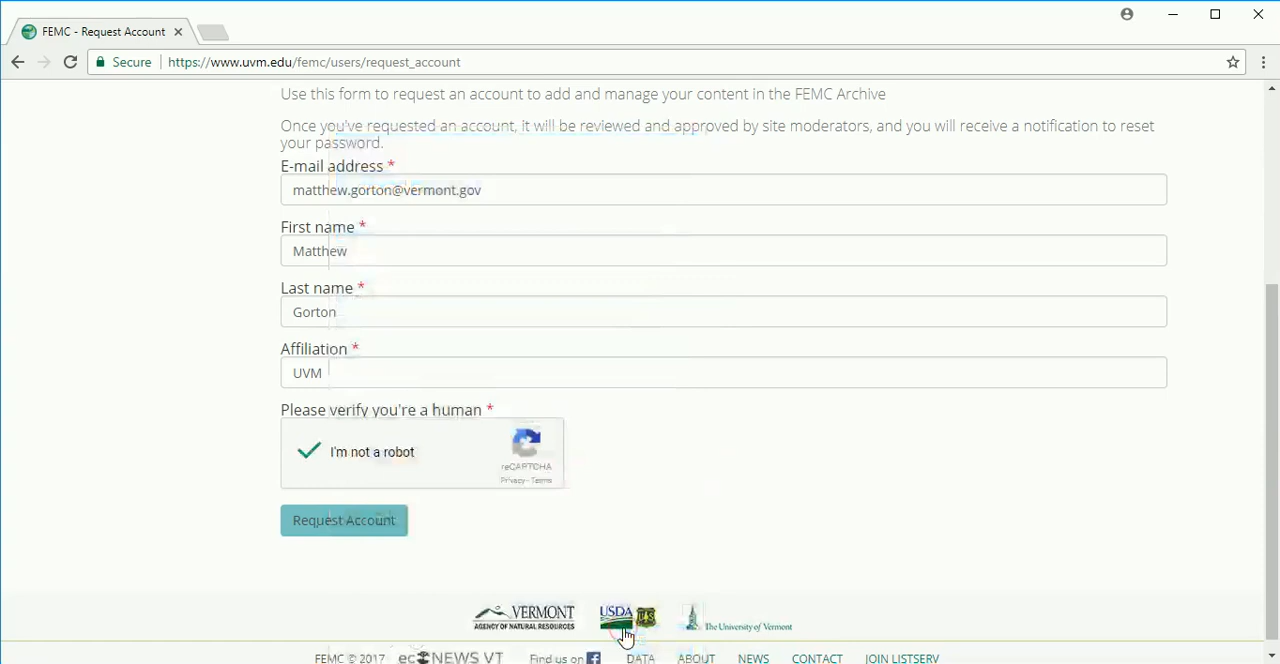 FEMC - Request Account
Secure
https://www.uvm.edu/femc/users/request_account
Use this form to request an account to add and manage your content in the FEMC Archive
Once you've requested an account, it will be reviewed and approved by site moderators, and you will receive a notification to reset
your password.
E-mail address *
matthew.gorton@vermont.gov
First name *
Matthew
Last name *
Gorton
Affiliation *
UVM
Please verify you're a human *
I'm not a robot
reCAPTCHA
Privacy - Terms
Request Account
VERMONT
AGENCY OF NATURAL RESOURCES
USDA
The University of Vermont
FEMC © 2017 ecoNEWS VT Find us on DATA ABOUT NEWS CONTACT JOIN LISTSERV